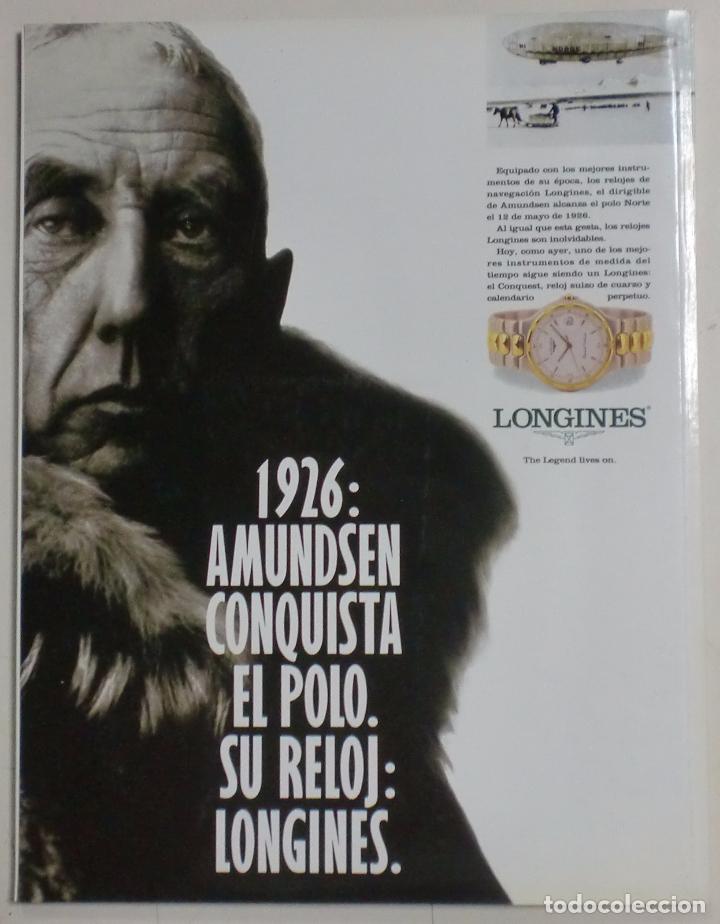 NORGE
Equipado con los mejores instru-
mentos de su época, los relojes de
navegación Longines, el dirigible
de Amundsen alcanza el polo Norte
el 12 de mayo de 1926.
Al igual que esta gesta, los relojes
Longines son inolvidables.
Hoy, como ayer, uno de los mejo-
res instrumentos de medida del
tiempo sigue siendo un Longines:
el Conquest, reloj suizo de cuarzo y
calendario perpetuo.
LONGINES®
The Legend lives on.
1926:
AMUNDSEN
CONQUISTA
EL POLO.
SU RELOJ:
LONGINES.
todocoleccion